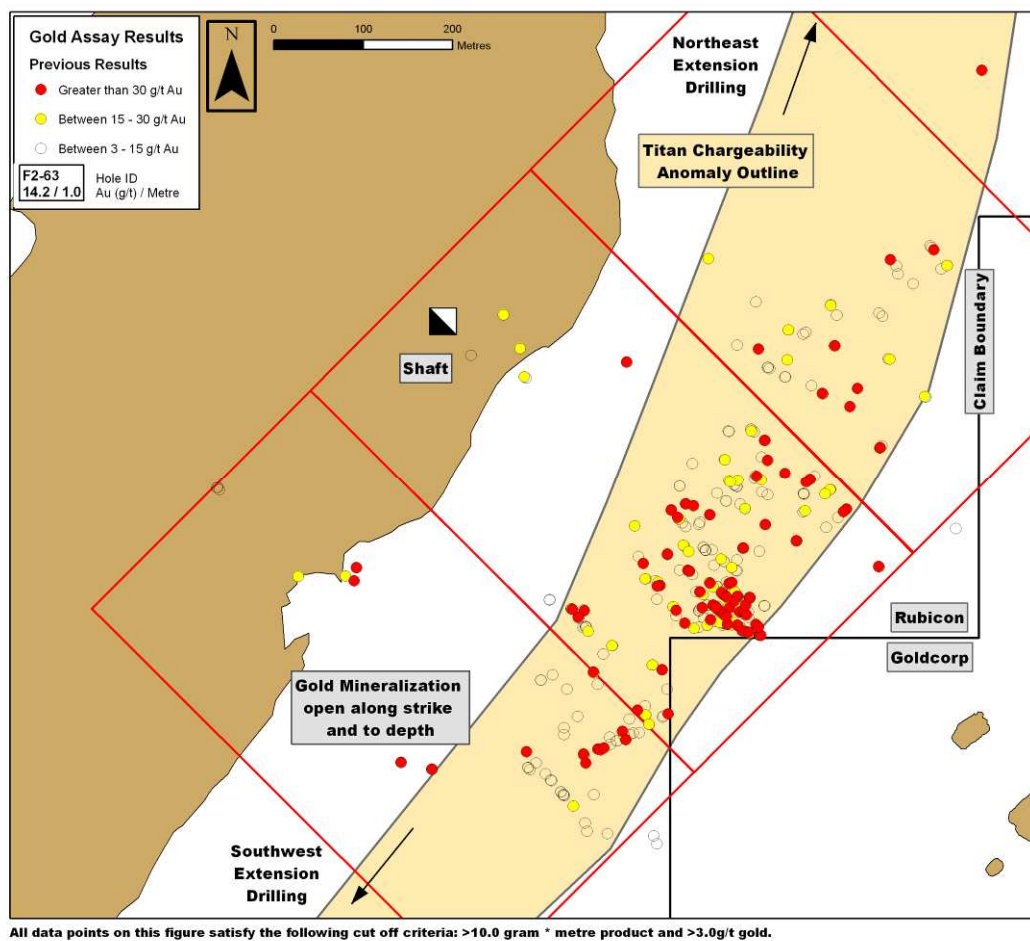 Gold Assay Results
Previous Results
Greater than 30 g/t Au
Between 15 - 30 g/t Au
Between 3 - 15 g/t Au
F2-63
14.2 / 1.0
Hole ID
Au (g/t) / Metre
N
0 100 200
Metres
Northeast
Extension
Drilling
Titan Chargeability
Anomaly Outline
Shaft
Claim Boundary
Rubicon
Goldcorp
Gold Mineralization
open along strike
and to depth
Southwest
Extension
Drilling
All data points on this figure satisfy the following cut off criteria: >10.0 gram * metre product and >3.0g/t gold.